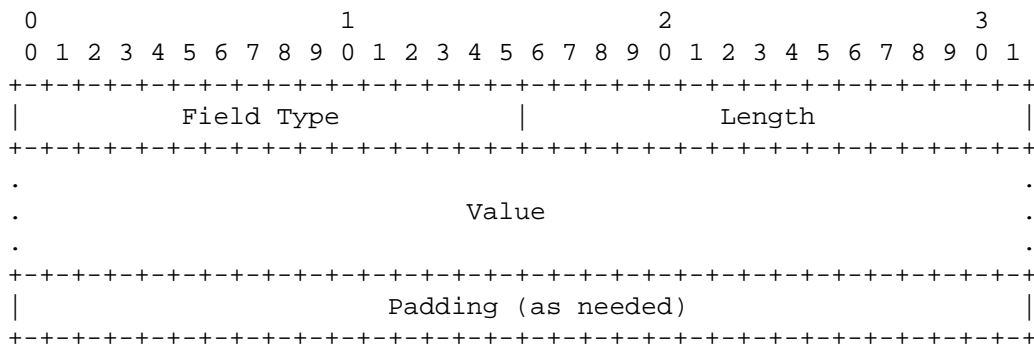 0                   1                   2                   3
 0 1 2 3 4 5 6 7 8 9 0 1 2 3 4 5 6 7 8 9 0 1 2 3 4 5 6 7 8 9 0 1
+-+-+-+-+-+-+-+-+-+-+-+-+-+-+-+-+-+-+-+-+-+-+-+-+-+-+-+-+-+-+-+-+
|          Field Type           |            Length             |
+-+-+-+-+-+-+-+-+-+-+-+-+-+-+-+-+-+-+-+-+-+-+-+-+-+-+-+-+-+-+-+-+
.                                                               .
.                            Value                              .
.                                                               .
+-+-+-+-+-+-+-+-+-+-+-+-+-+-+-+-+-+-+-+-+-+-+-+-+-+-+-+-+-+-+-+-+
|                       Padding (as needed)                     |
+-+-+-+-+-+-+-+-+-+-+-+-+-+-+-+-+-+-+-+-+-+-+-+-+-+-+-+-+-+-+-+-+